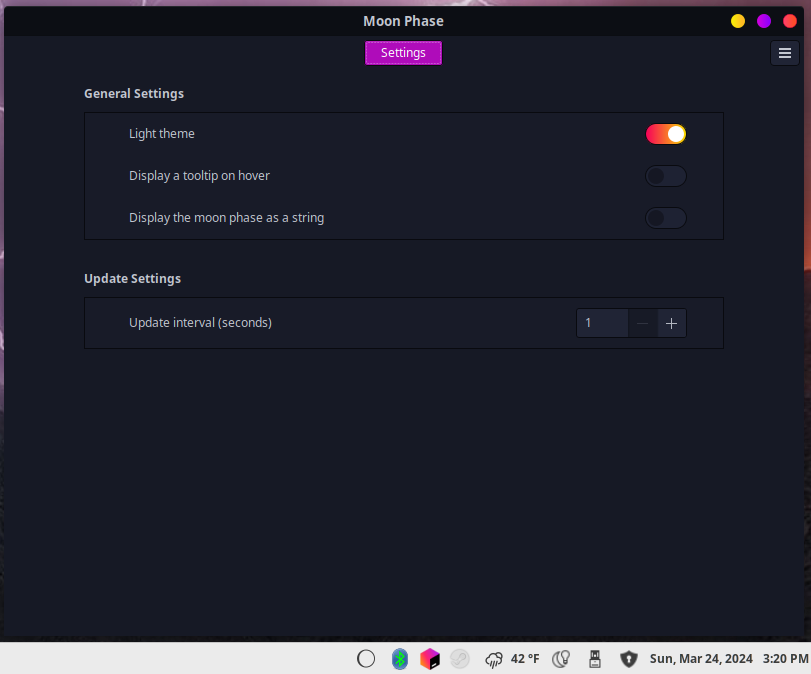 Moon Phase
Settings
General Settings
Light theme
Display a tooltip on hover
Display the moon phase as a string
Update Settings
Update interval (seconds) 1
42 °F Sun, Mar 24, 2024 3:20 PM